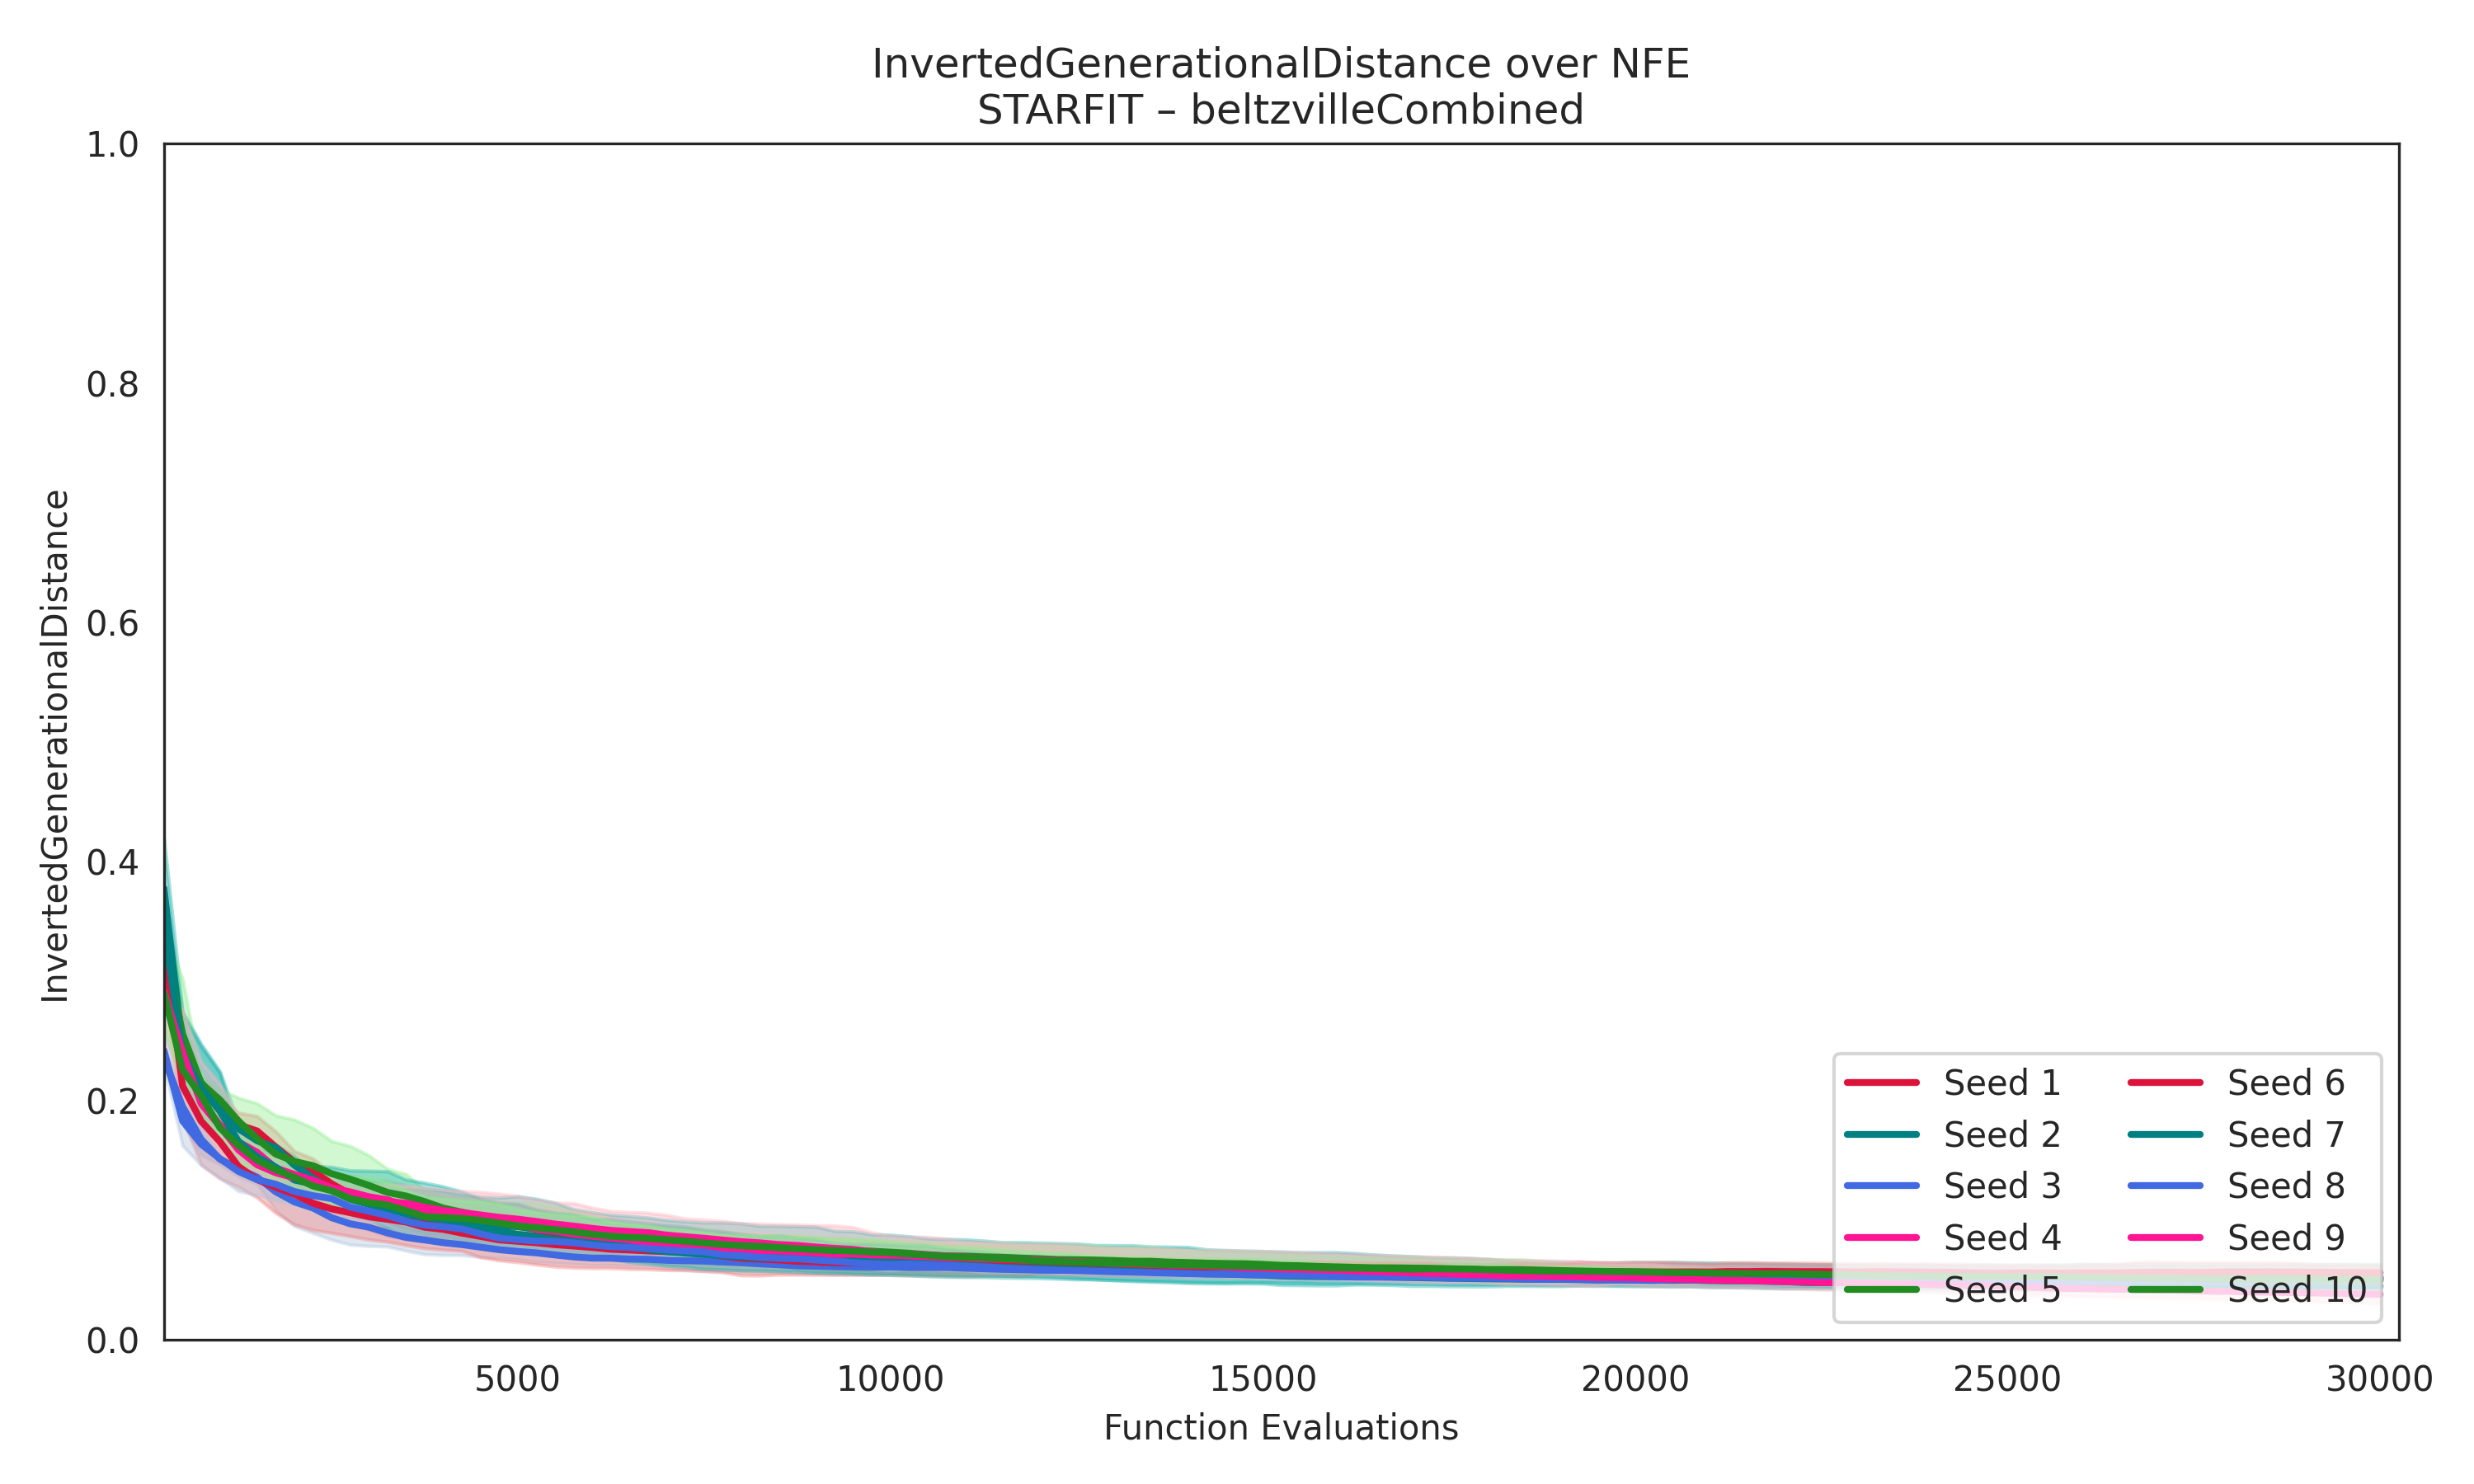 InvertedGenerationalDistance over NFE
STARFIT – beltzvilleCombined
InvertedGenerationalDistance
1.0
0.8
0.6
0.4
0.2
0.0
5000 10000 15000 20000 25000 30000
Function Evaluations
Seed 1 Seed 6
Seed 2 Seed 7
Seed 3 Seed 8
Seed 4 Seed 9
Seed 5 Seed 10